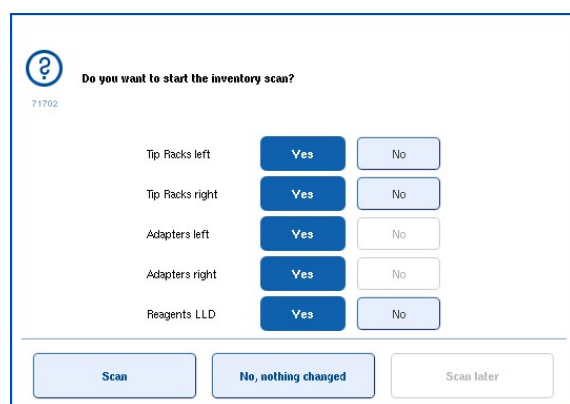 Do you want to start the inventory scan?
71702
Tip Racks left Yes No
Tip Racks right Yes No
Adapters left Yes No
Adapters right Yes No
Reagents LLD Yes No
Scan No, nothing changed Scan later